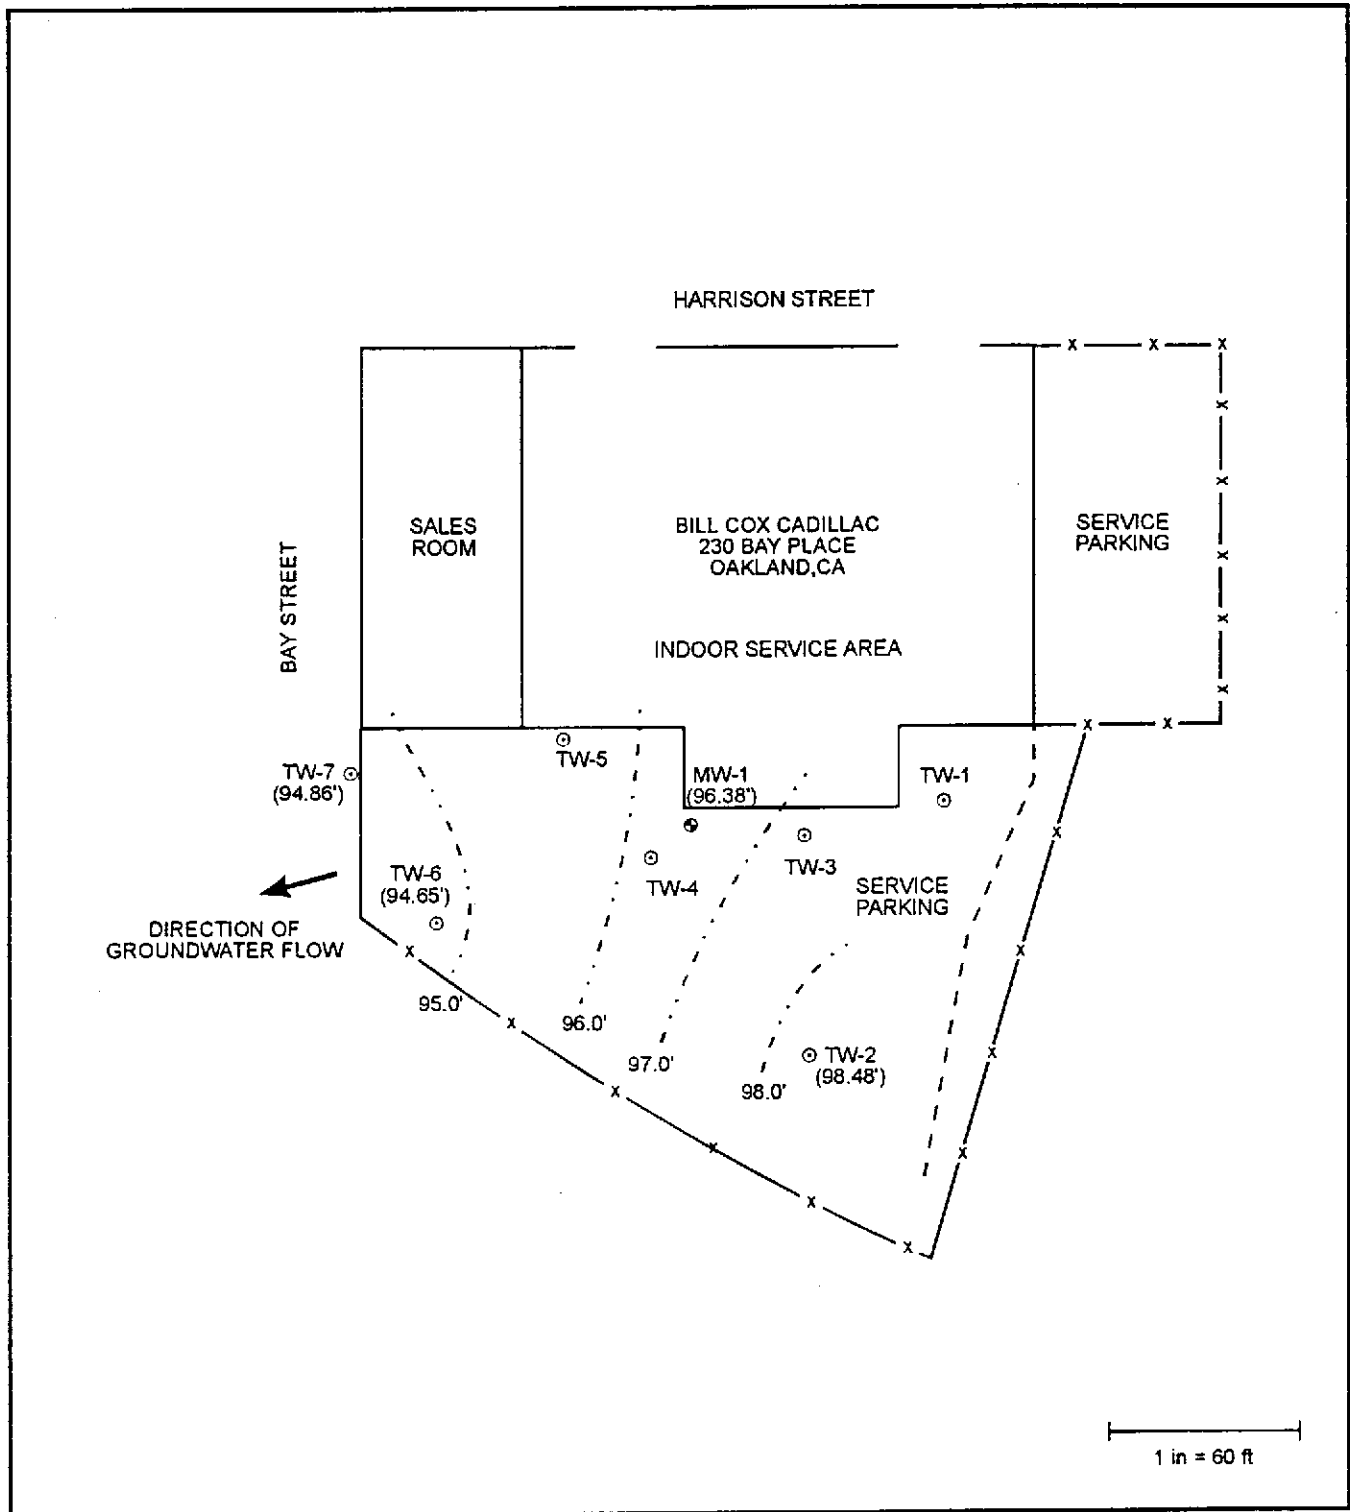 HARRISON STREET
SALES
ROOM
BILL COX CADILLAC
230 BAY PLACE
OAKLAND,CA
SERVICE
PARKING
BAY STREET
INDOOR SERVICE AREA
TW-7
(94.86')
TW-5
MW-1
(96.38')
TW-1
TW-6
(94.65')
TW-4
TW-3
SERVICE
PARKING
DIRECTION OF
GROUNDWATER FLOW
95.0'
96.0'
97.0'
98.0'
TW-2
(98.48')
1 in = 60 ft